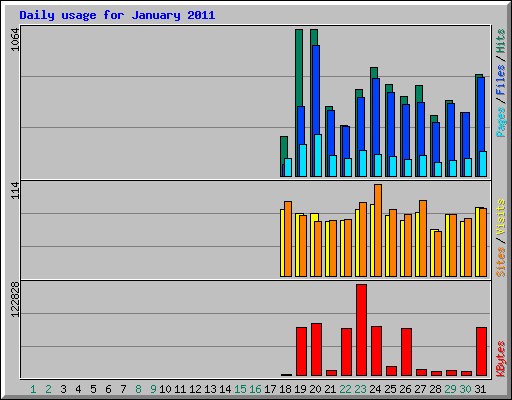 Daily usage for January 2011
1064
Pages/Files/Hits
114
Sites/Visits
122828
KBytes
1 2 3 4 5 6 7 8 9 10 11 12 13 14 15 16 17 18 19 20 21 22 23 24 25 26 27 28 29 30 31